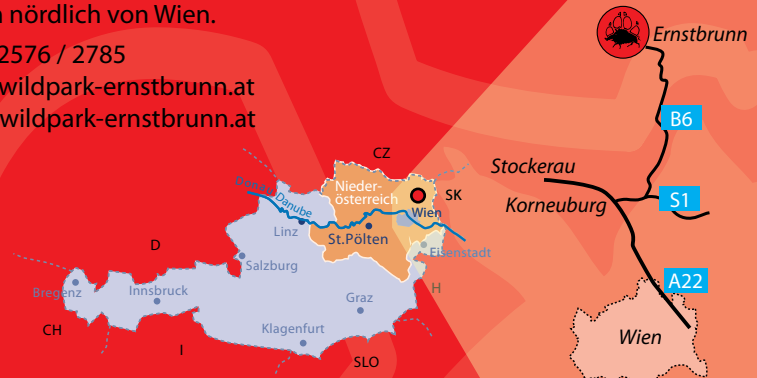 nördlich von Wien.
2576 / 2785
wildpark-ernstbrunn.at
wildpark-ernstbrunn.at
Ernstbrunn
B6
Stockerau
Korneuburg
S1
A22
Wien
CZ
SK
Nieder-
österreich
Donau
Danube
Wien
Linz
St.Pölten
Eisenstadt
D
Salzburg
H
Bregenz
Innsbruck
Graz
CH
Klagenfurt
I
SLO